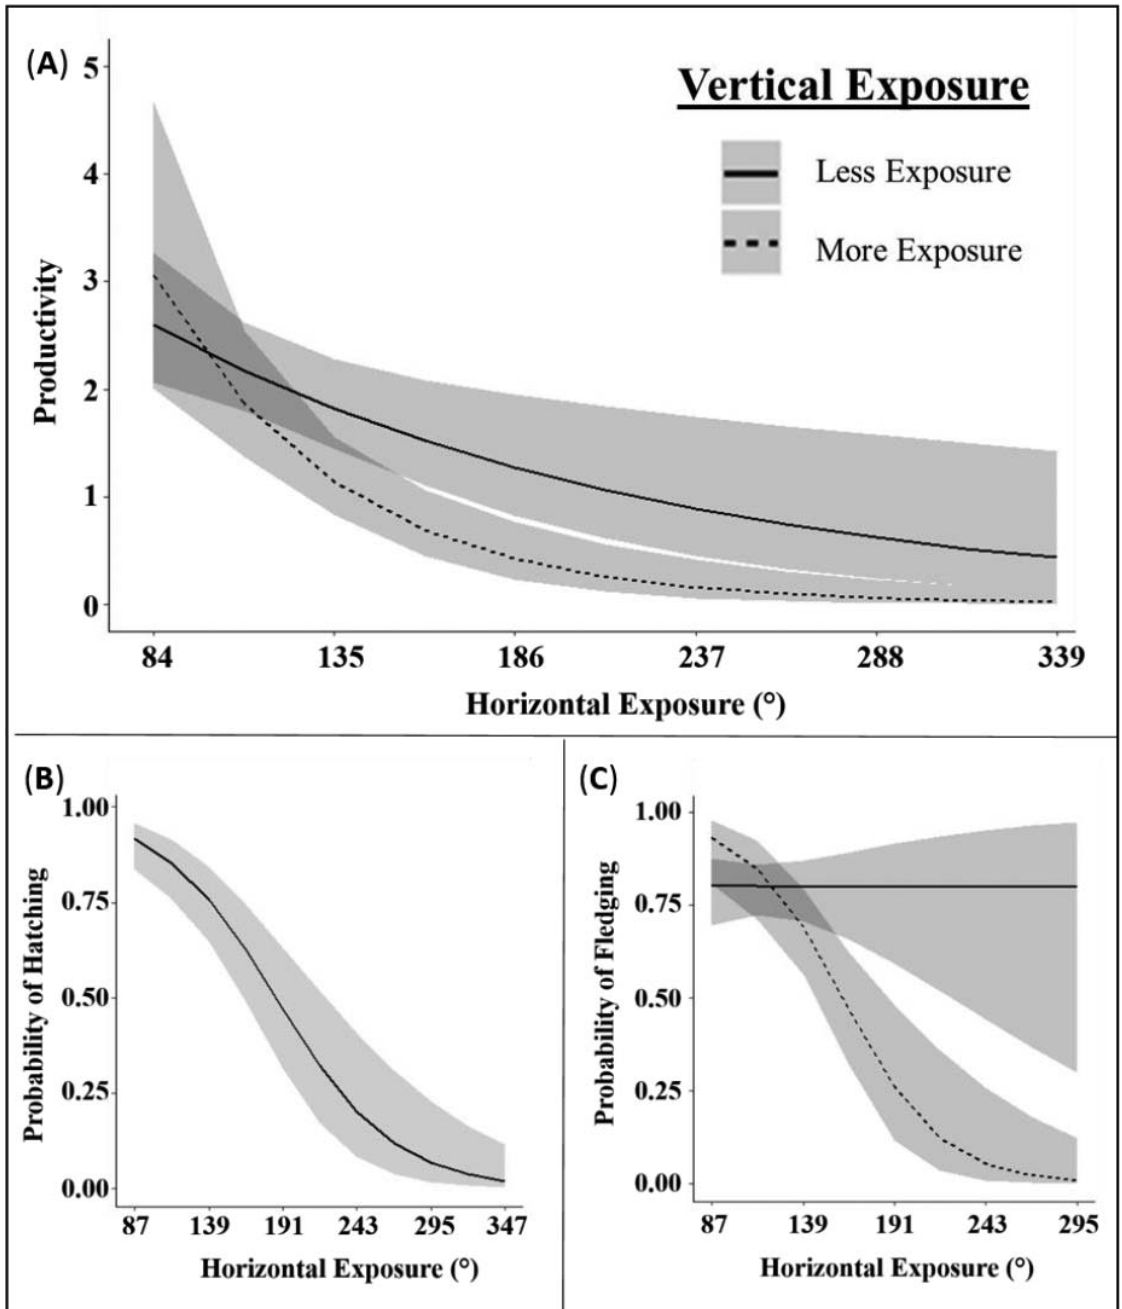 (A)
Vertical Exposure
Less Exposure
More Exposure
5
4
3
2
1
0
Productivity
84 135 186 237 288 339
Horizontal Exposure (°)
(B)
1.00
0.75
0.50
0.25
0.00
Probability of Hatching
87 139 191 243 295 347
Horizontal Exposure (°)
(C)
1.00
0.75
0.50
0.25
0.00
Probability of Fledging
87 139 191 243 295
Horizontal Exposure (°)